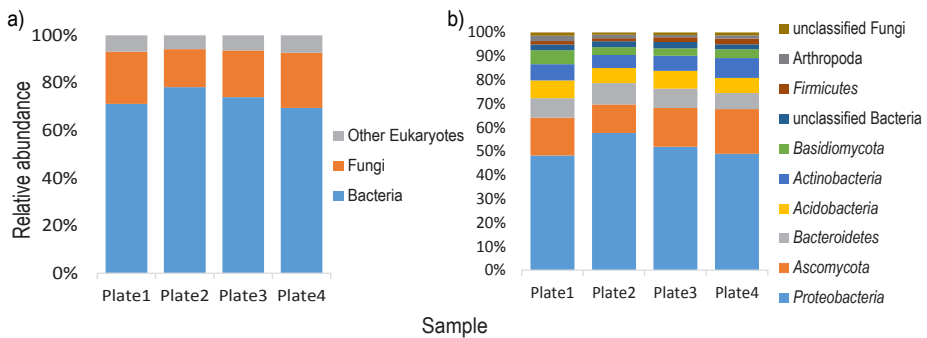 a)
100%
80%
60%
40%
20%
0%
Relative abundance
Plate1 Plate2 Plate3 Plate4
Other Eukaryotes
Fungi
Bacteria
b)
100%
90%
80%
70%
60%
50%
40%
30%
20%
10%
0%
Plate1 Plate2 Plate3 Plate4
unclassified Fungi
Arthropoda
Firmicutes
unclassified Bacteria
Basidiomycota
Actinobacteria
Acidobacteria
Bacteroidetes
Ascomycota
Proteobacteria
Sample